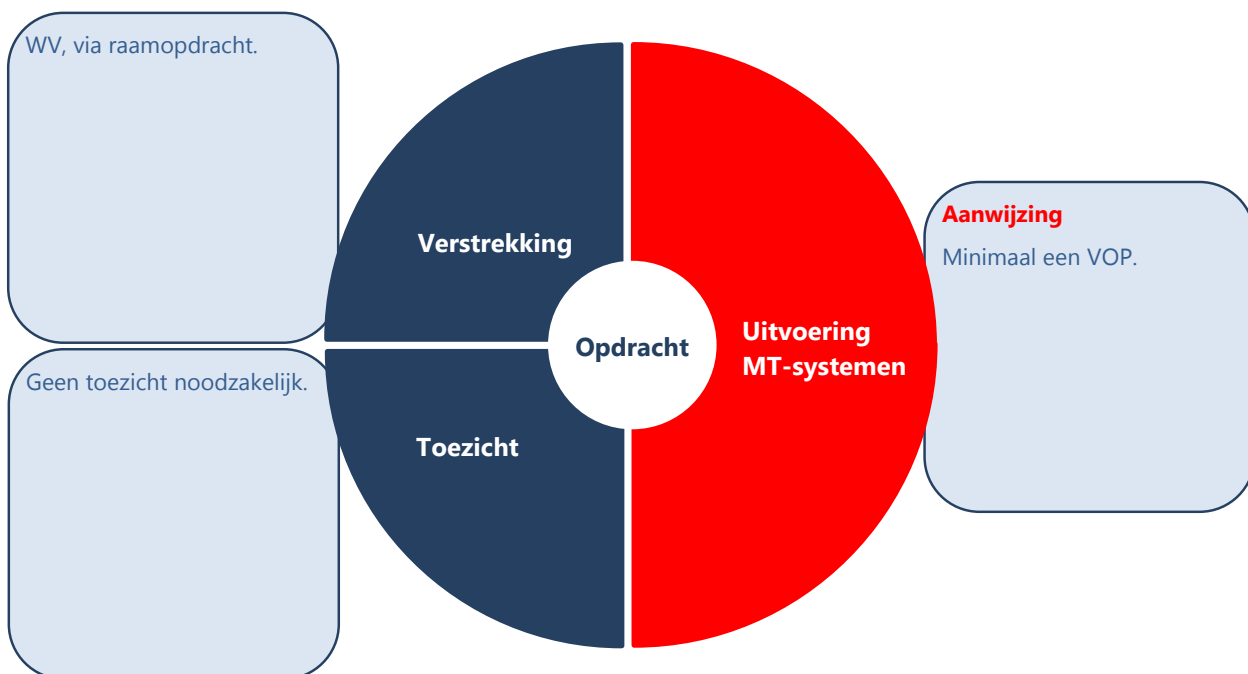 WV, via raamopdracht.
Verstrekking
Aanwijzing
Minimaal een VOP.
Opdracht
Uitvoering
MT-systemen
Geen toezicht noodzakelijk.
Toezicht